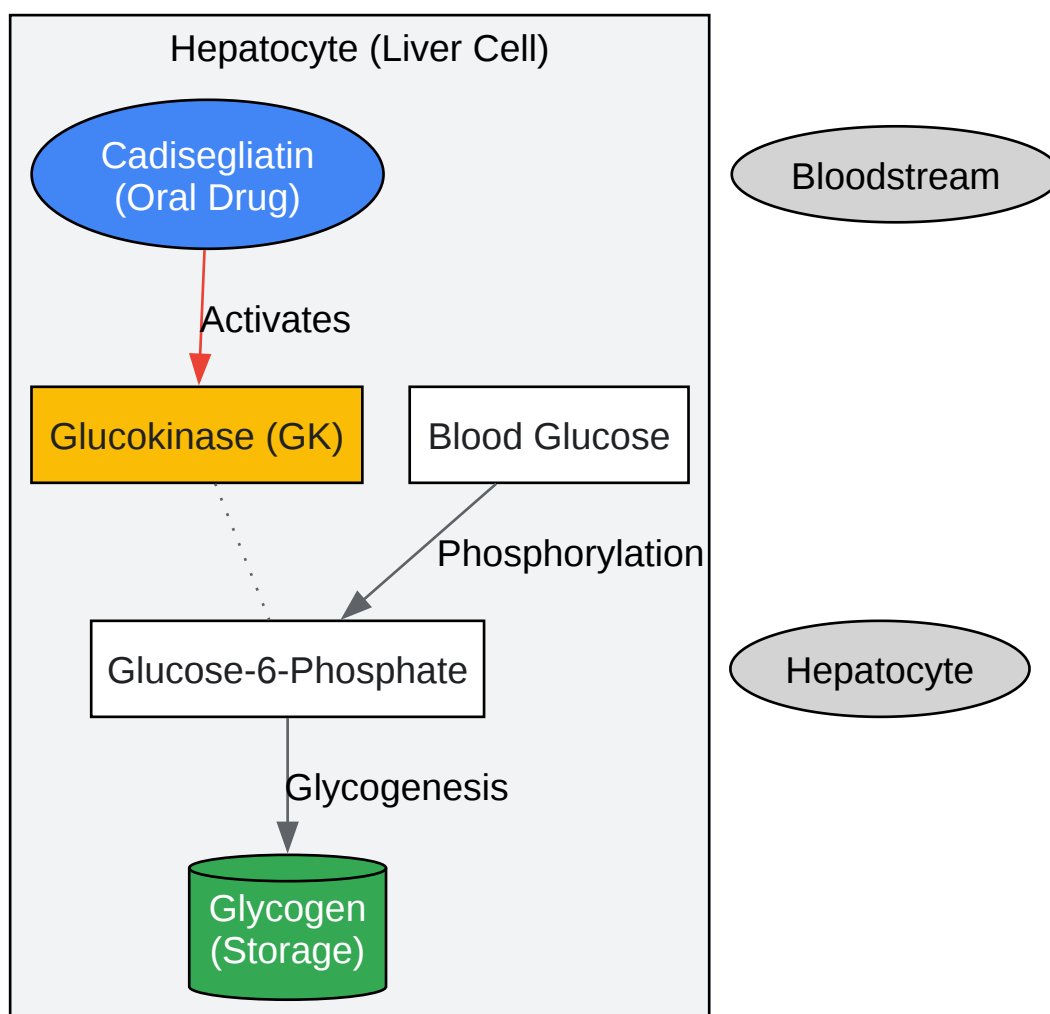 Hepatocyte (Liver Cell)
Cadisegliatin
(Oral Drug)
Bloodstream
Activates
Glucokinase (GK)
Blood Glucose
Phosphorylation
Glucose-6-Phosphate
Hepatocyte
Glycogenesis
Glycogen
(Storage)